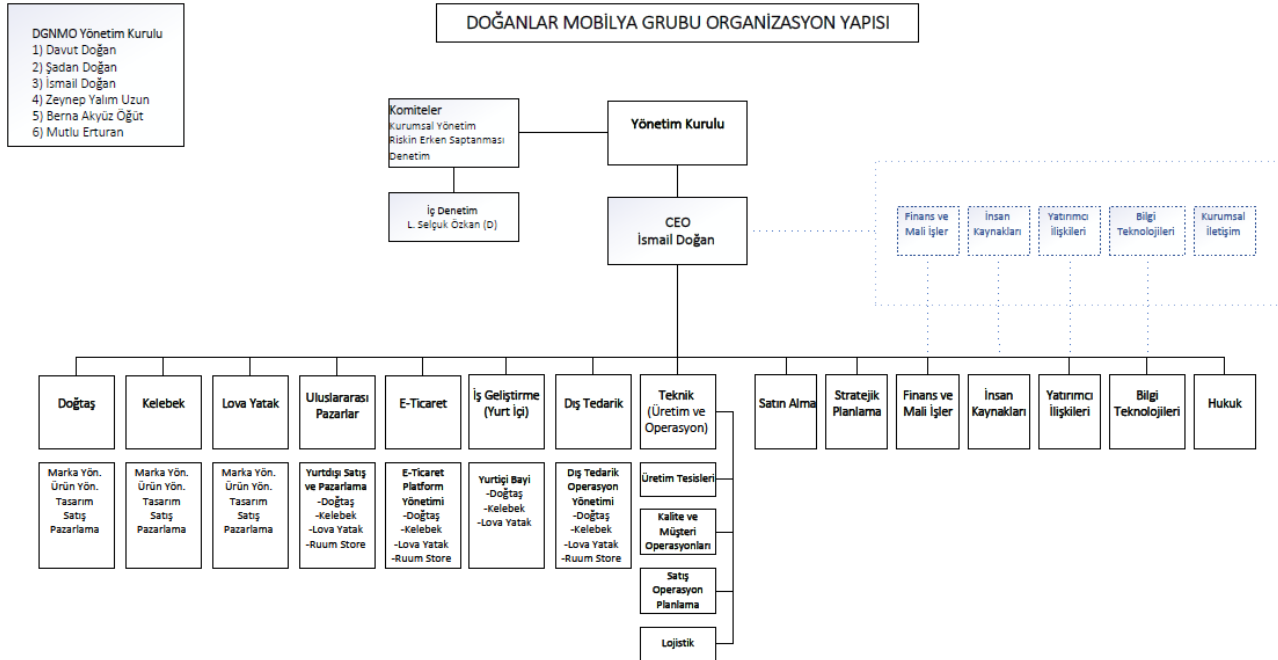 DOĞANLAR MOBİLYA GRUBU ORGANİZASYON YAPISI
DGNMO Yönetim Kurulu
1) Davut Doğan
2) Şadan Doğan
3) İsmail Doğan
4) Zeynep Yalım Uzun
5) Berna Akyüz Öğüt
6) Mutlu Erturan
Komiteler
Kurumsal Yönetim
Riskin Erken Saptanması
Denetim
Yönetim Kurulu
İç Denetim
L. Selçuk Özkan (D)
CEO
İsmail Doğan
Finans ve
Mali İşler
İnsan
Kaynakları
Yatırımcı
İlişkileri
Bilgi
Teknolojileri
Kurumsal
İletişim
Doğtaş
Kelebek
Lova Yatak
Uluslararası
Pazarlar
E-Ticaret
İş Geliştirme
(Yurt İçi)
Dış Tedarik
Teknik
(Üretim ve
Operasyon)
Satın Alma
Stratejik
Planlama
Finans ve
Mali İşler
İnsan
Kaynakları
Yatırımcı
İlişkileri
Bilgi
Teknolojileri
Hukuk
Marka Yön.
Ürün Yön.
Tasarım
Satış
Pazarlama
Marka Yön.
Ürün Yön.
Tasarım
Satış
Pazarlama
Marka Yön.
Ürün Yön.
Tasarım
Satış
Pazarlama
Yurtdışı Satış
ve Pazarlama
-Doğtaş
-Kelebek
-Lova Yatak
-Ruum Store
E-Ticaret
Platform
Yönetimi
-Doğtaş
-Kelebek
-Lova Yatak
-Ruum Store
Yurtiçi Bayi
-Doğtaş
-Kelebek
-Lova Yatak
Dış Tedarik
Operasyon
Yönetimi
-Doğtaş
-Kelebek
-Lova Yatak
-Ruum Store
Üretim Tesisleri
Kalite ve
Müşteri
Operasyonları
Satış
Operasyon
Planlama
Lojistik